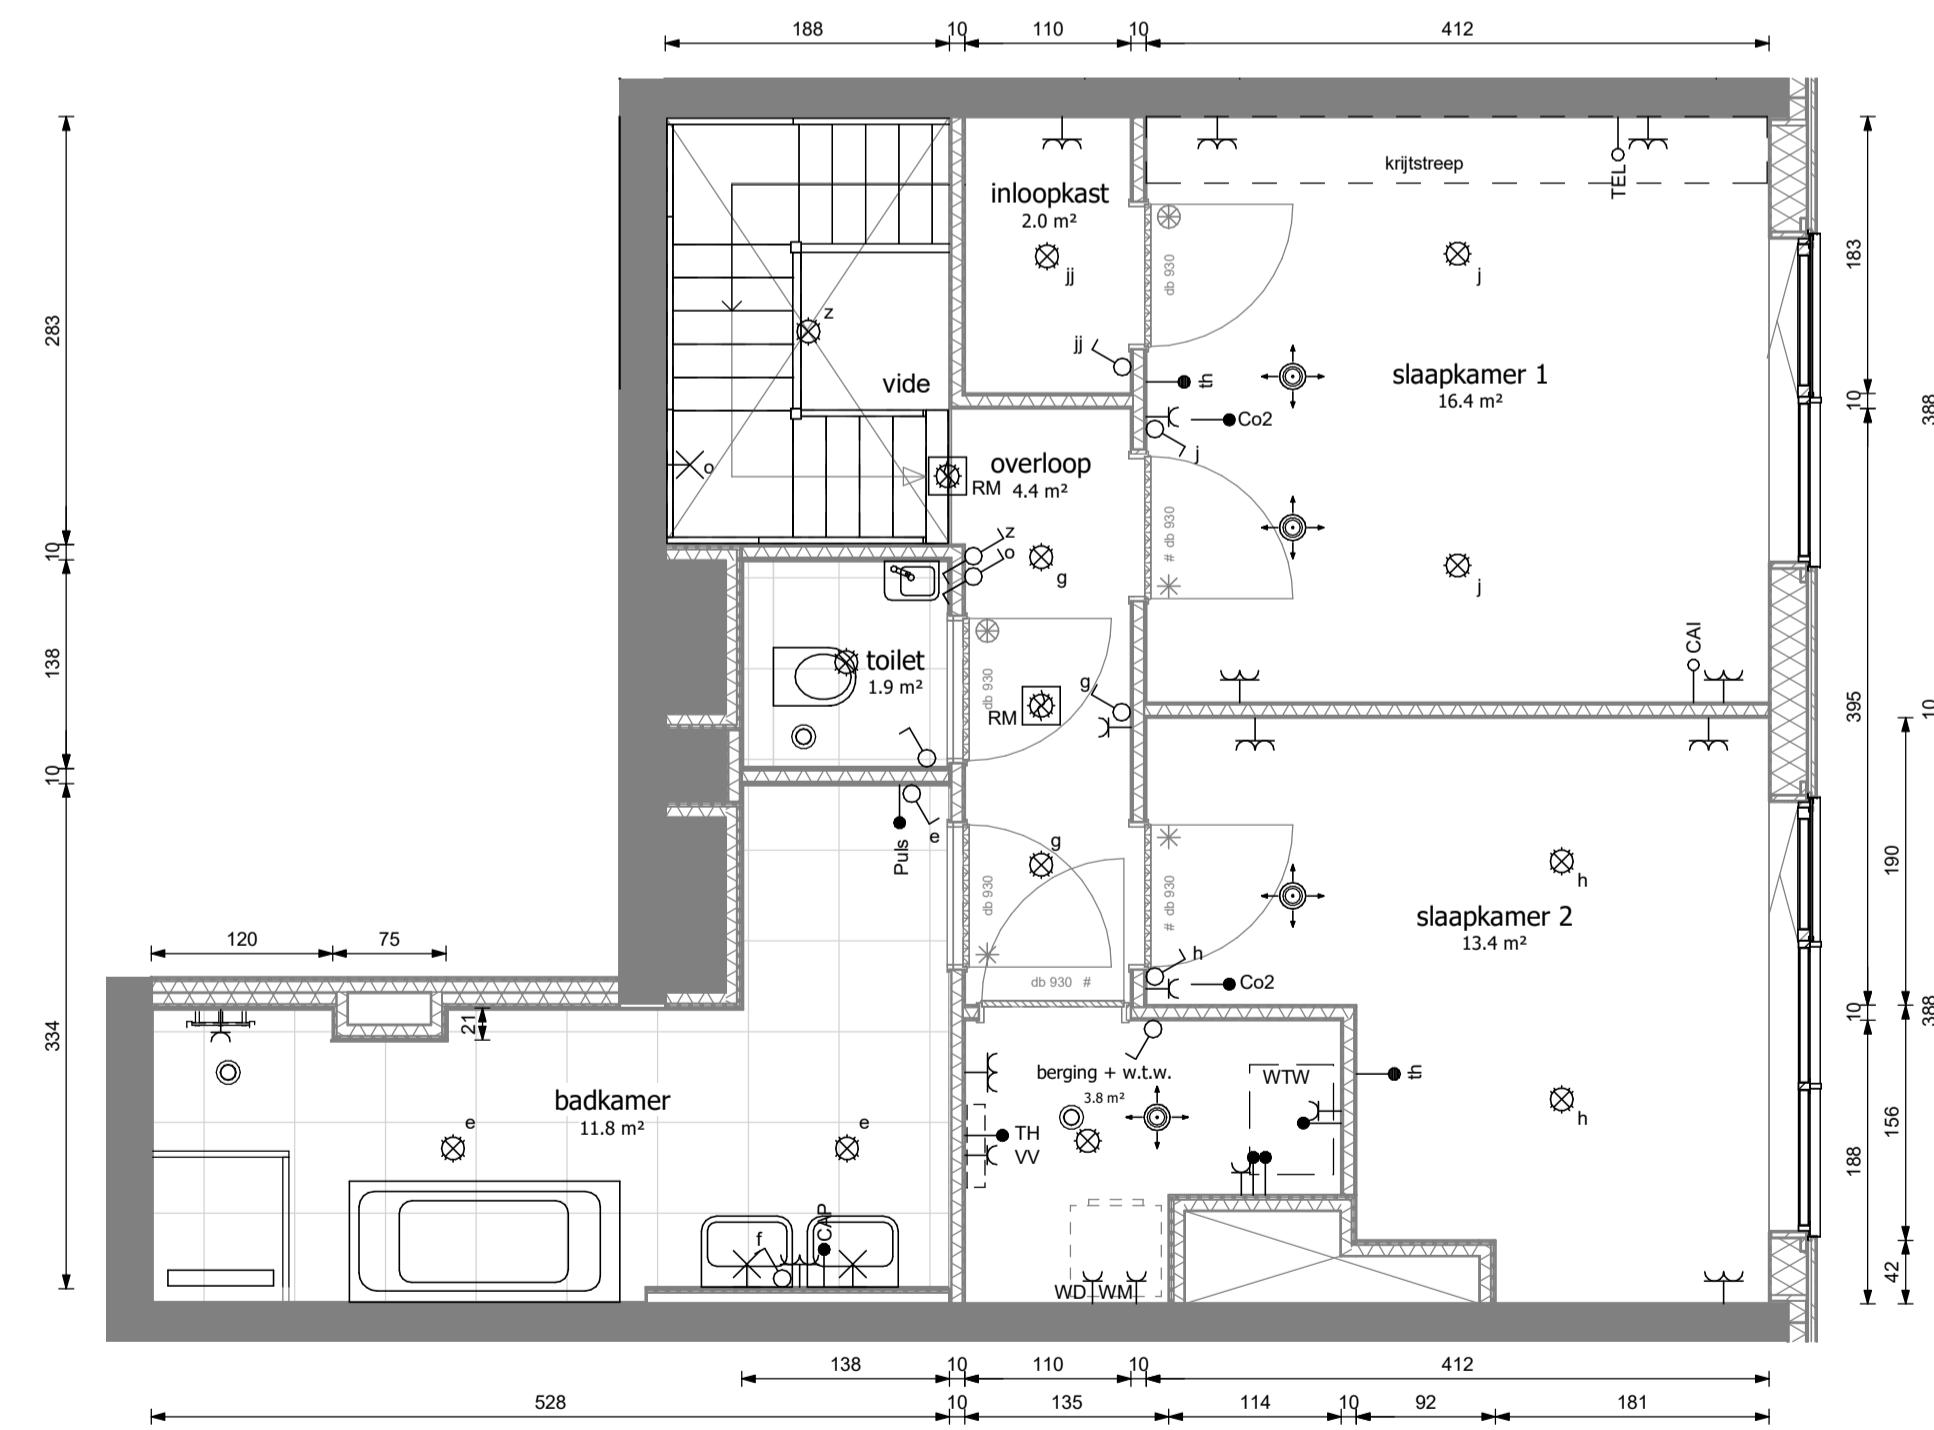 188
10
110
10
412
283
10
138
10
334
183
10
395
10
188
388
10
388
190
156
42
krijtstreep
TEL
inloopkast
2.0 m²
jj
jj
db 930
j
z
vide
th
slaapkamer 1
16.4 m²
Co2
j
o
overloop
RM 4.4 m²
z
o
g
# db 930
j
CAI
toilet
1.9 m²
db 930
g
RM
e
Puls
g
db 930
# db 930
h
slaapkamer 2
13.4 m²
h
Co2
db 930 #
120
75
21
berging + w.t.w.
3.8 m²
WTW
th
h
badkamer
11.8 m²
e
e
TH
VV
f
CAP
WD
WM
138
10
110
10
412
528
10
135
114
10
92
181